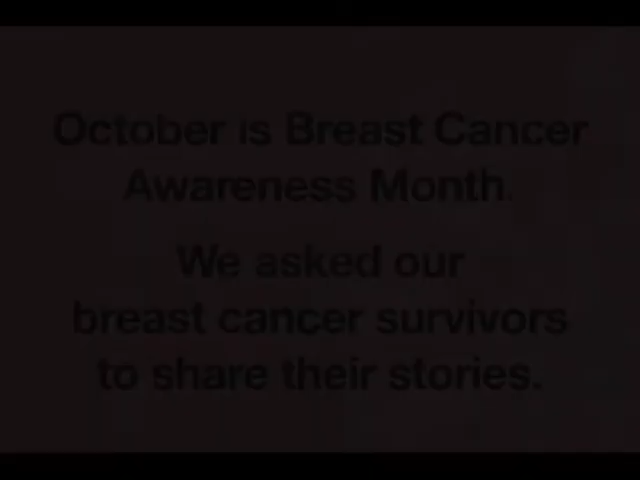 October is Breast Cancer
Awareness Month.
We asked our
breast cancer survivors
to share their stories.